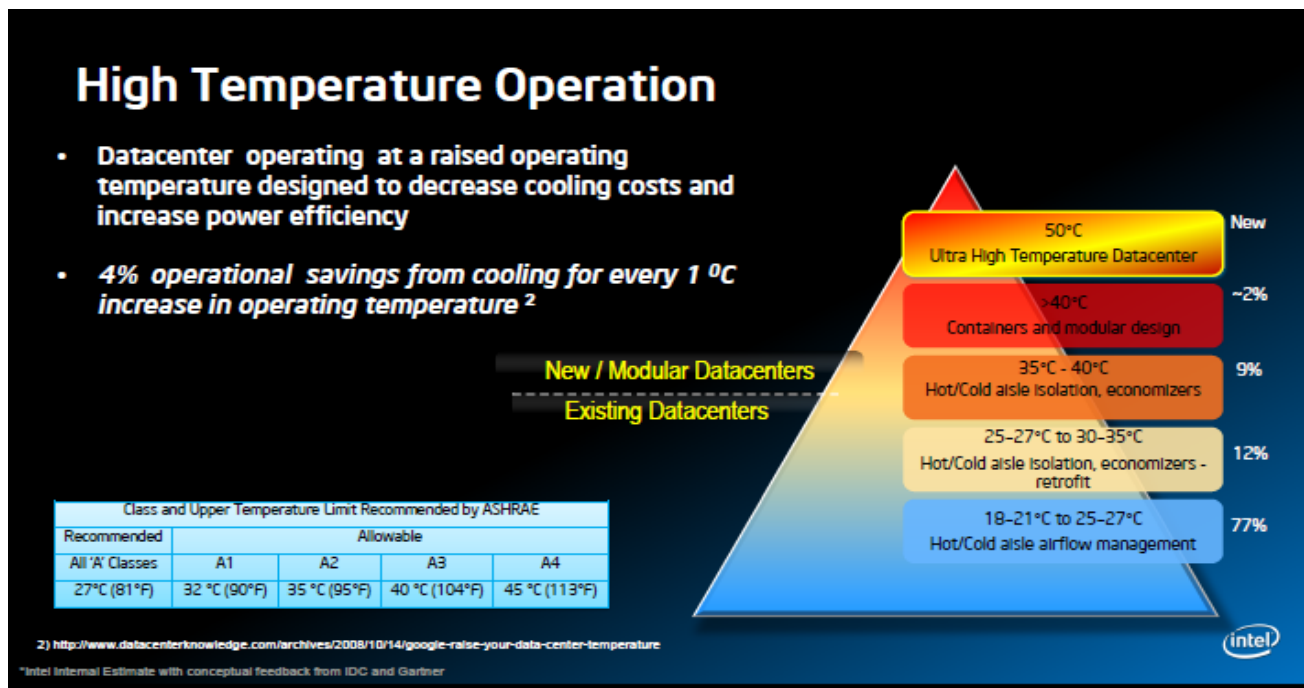 High Temperature Operation
• Datacenter operating at a raised operating
temperature designed to decrease cooling costs and
increase power efficiency
• 4% operational savings from cooling for every 1 ⁰C
increase in operating temperature ²
New / Modular Datacenters
Existing Datacenters
50°C
Ultra High Temperature Datacenter
New
>40°C
Containers and modular design
~2%
35°C - 40°C
Hot/Cold aisle isolation, economizers
9%
25–27°C to 30–35°C
Hot/Cold aisle isolation, economizers -
retrofit
12%
18–21°C to 25–27°C
Hot/Cold aisle airflow management
77%
Class and Upper Temperature Limit Recommended by ASHRAE
Recommended Allowable
All 'A' Classes A1 A2 A3 A4
27°C (81°F) 32 °C (90°F) 35 °C (95°F) 40 °C (104°F) 45 °C (113°F)
2) http://www.datacenterknowledge.com/archives/2008/10/14/google-raise-your-data-center-temperature
*Intel Internal Estimate with conceptual feedback from IDC and Gartner
intel